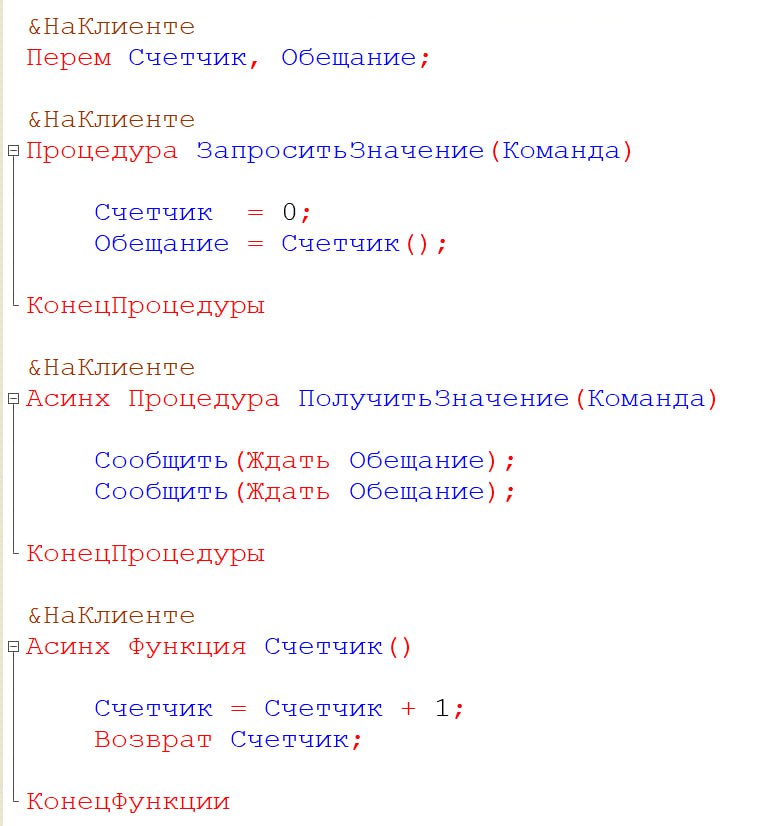 &НаКлиенте
Перем Счетчик, Обещание;
&НаКлиенте
Процедура ЗапроситьЗначение(Команда)
Счетчик  = 0;
Обещание = Счетчик();
КонецПроцедуры
&НаКлиенте
Асинх Процедура ПолучитьЗначение(Команда)
Сообщить(Ждать Обещание);
Сообщить(Ждать Обещание);
КонецПроцедуры
&НаКлиенте
Асинх Функция Счетчик()
Счетчик = Счетчик + 1;
Возврат Счетчик;
КонецФункции